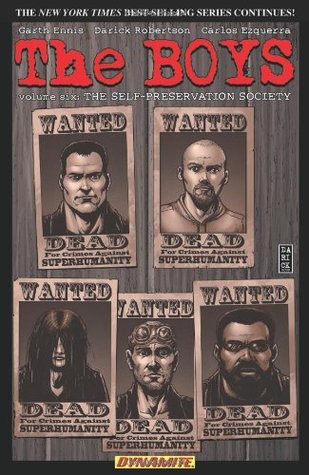 THE NEW YORK TIMES BEST-SELLING SERIES CONTINUES!
Garth Ennis Darick Robertson Carlos Ezquerra
The BOYS
volume six: THE SELF-PRESERVATION SOCIETY
WANTED
DEAD
For Crimes Against
SUPERHUMANITY
WANTED
DEAD
For Crimes Against
SUPERHUMANITY
DARICK
WANTED
DEAD
For Crimes Against
SUPERHUMANITY
WANTED
DEAD
For Crimes Against
SUPERHUMANITY
WANTED
DEAD
For Crimes Against
SUPERHUMANITY
DYNAMITE